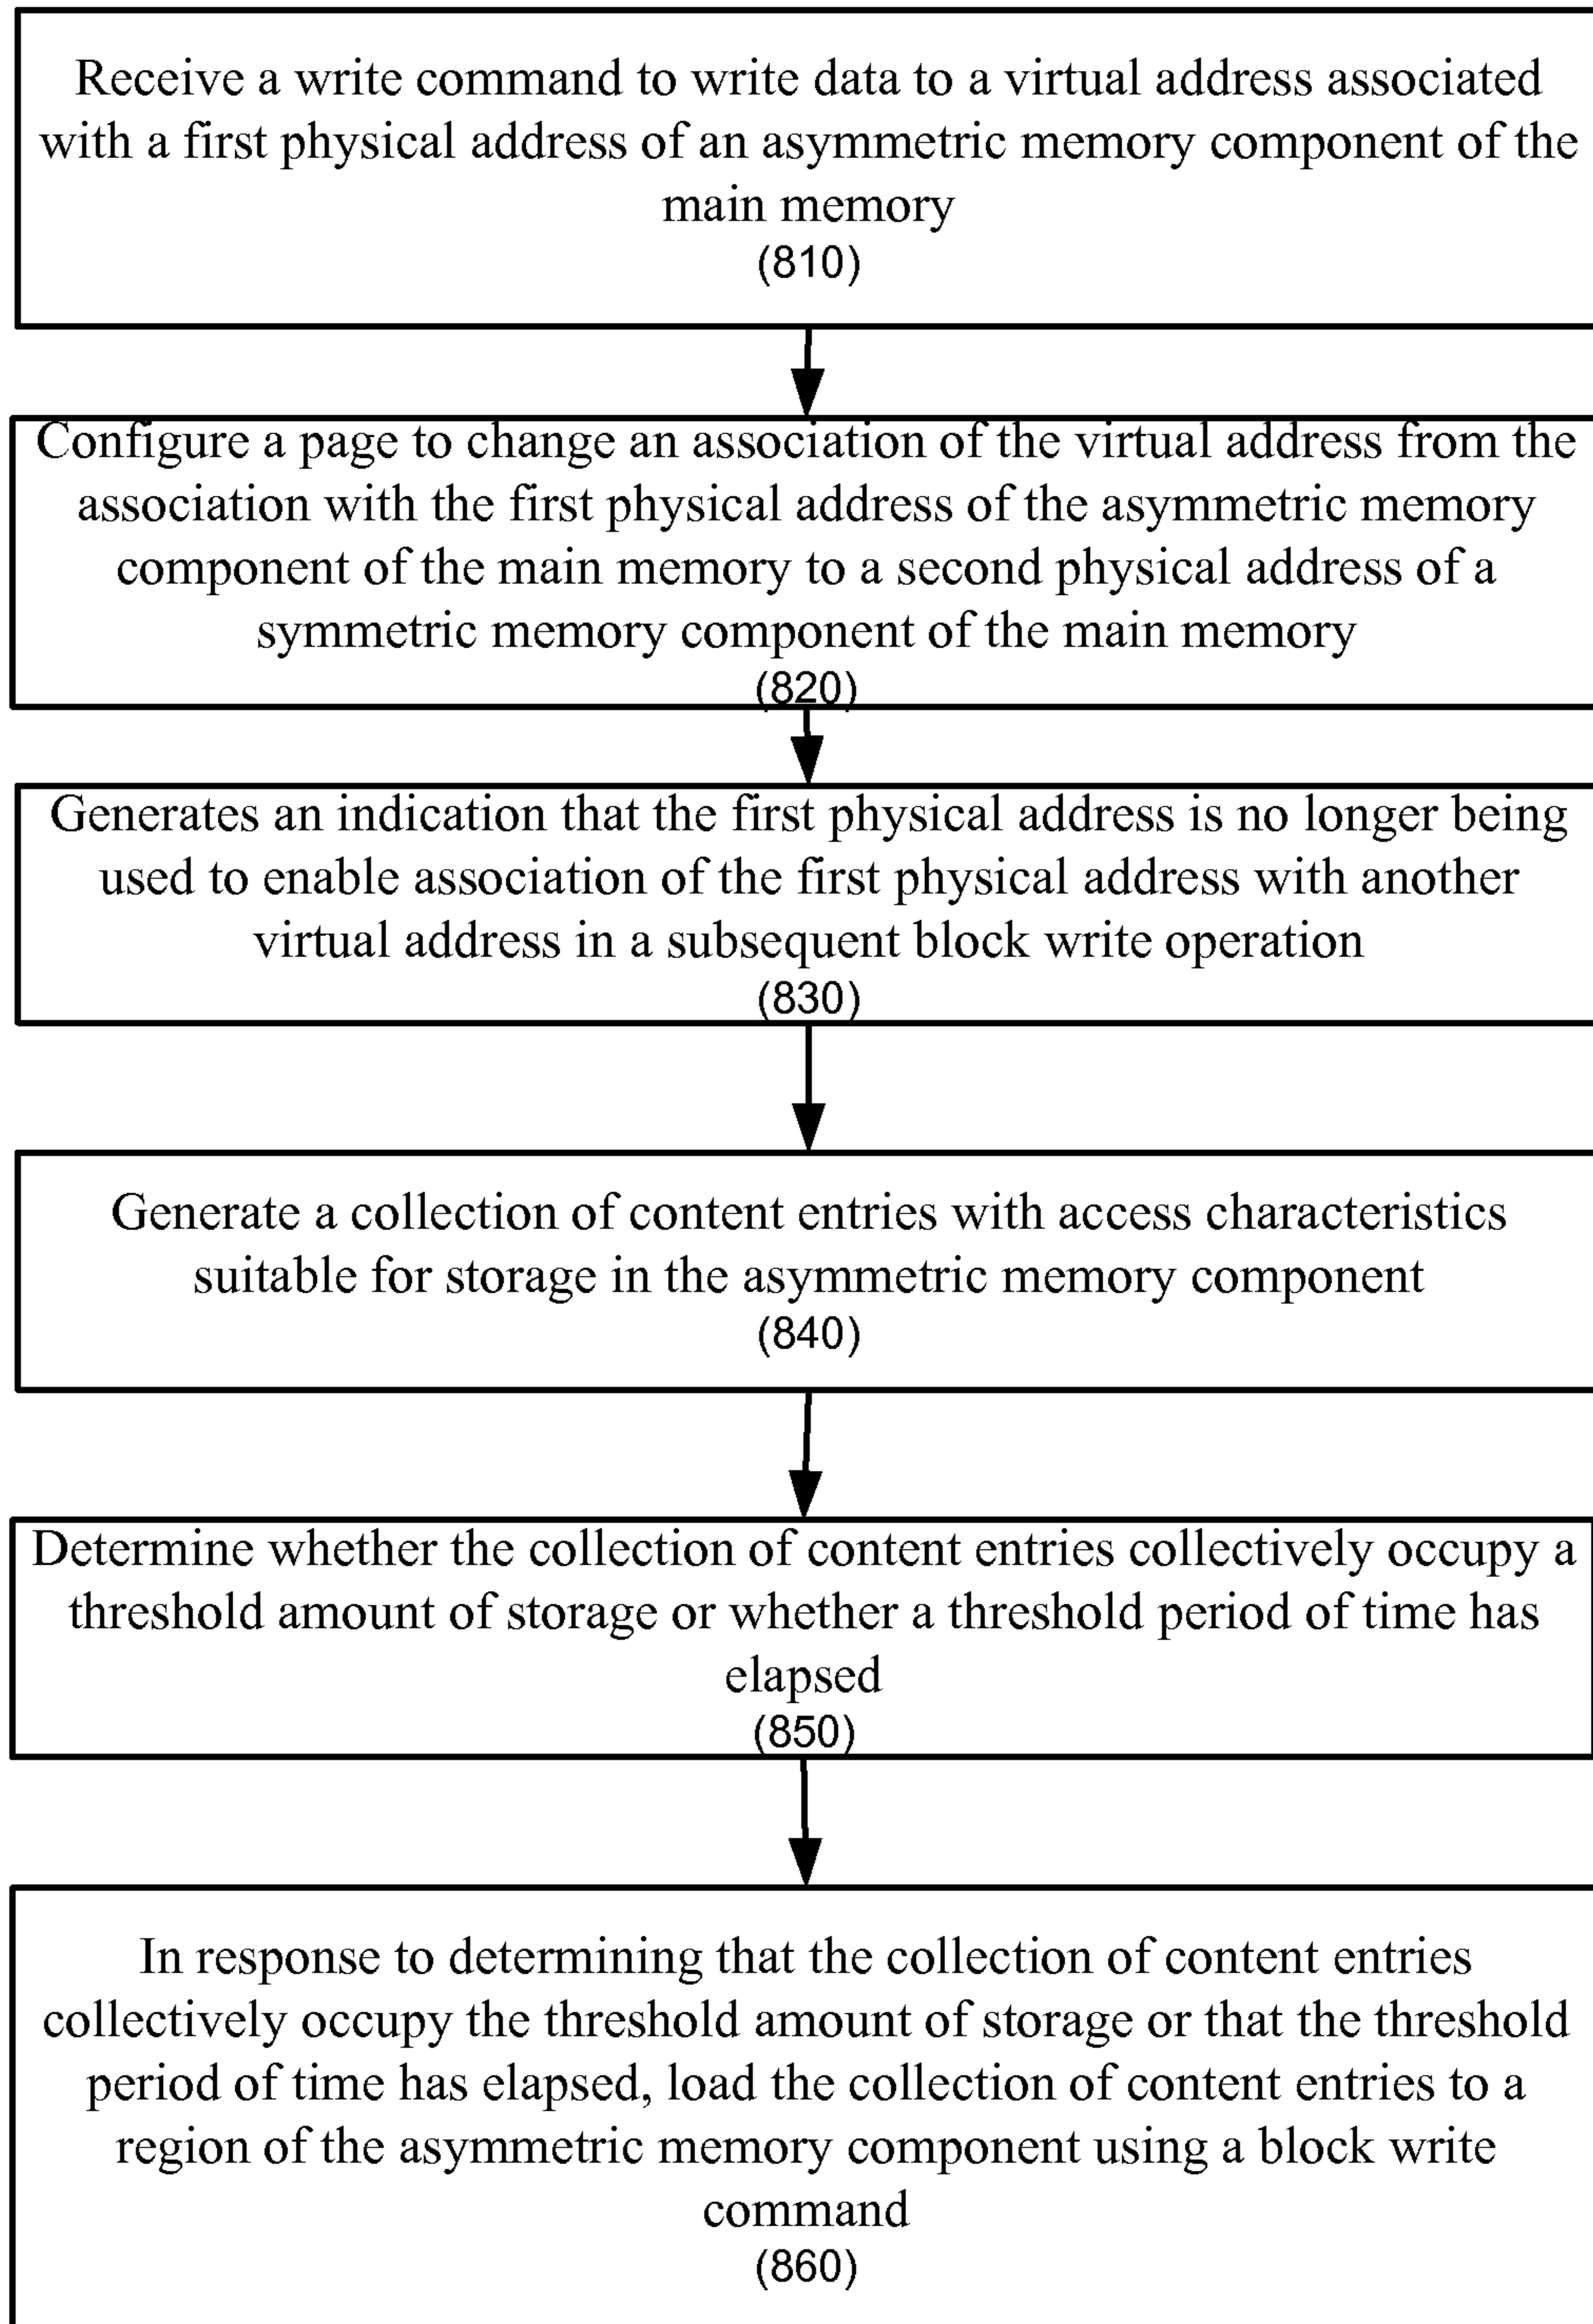 Receive a write command to write data to a virtual address associated
with a first physical address of an asymmetric memory component of the
main memory
(810)
Configure a page to change an association of the virtual address from the
association with the first physical address of the asymmetric memory
component of the main memory to a second physical address of a
symmetric memory component of the main memory
(820)
Generates an indication that the first physical address is no longer being
used to enable association of the first physical address with another
virtual address in a subsequent block write operation
(830)
Generate a collection of content entries with access characteristics
suitable for storage in the asymmetric memory component
(840)
Determine whether the collection of content entries collectively occupy a
threshold amount of storage or whether a threshold period of time has
elapsed
(850)
In response to determining that the collection of content entries
collectively occupy the threshold amount of storage or that the threshold
period of time has elapsed, load the collection of content entries to a
region of the asymmetric memory component using a block write
command
(860)